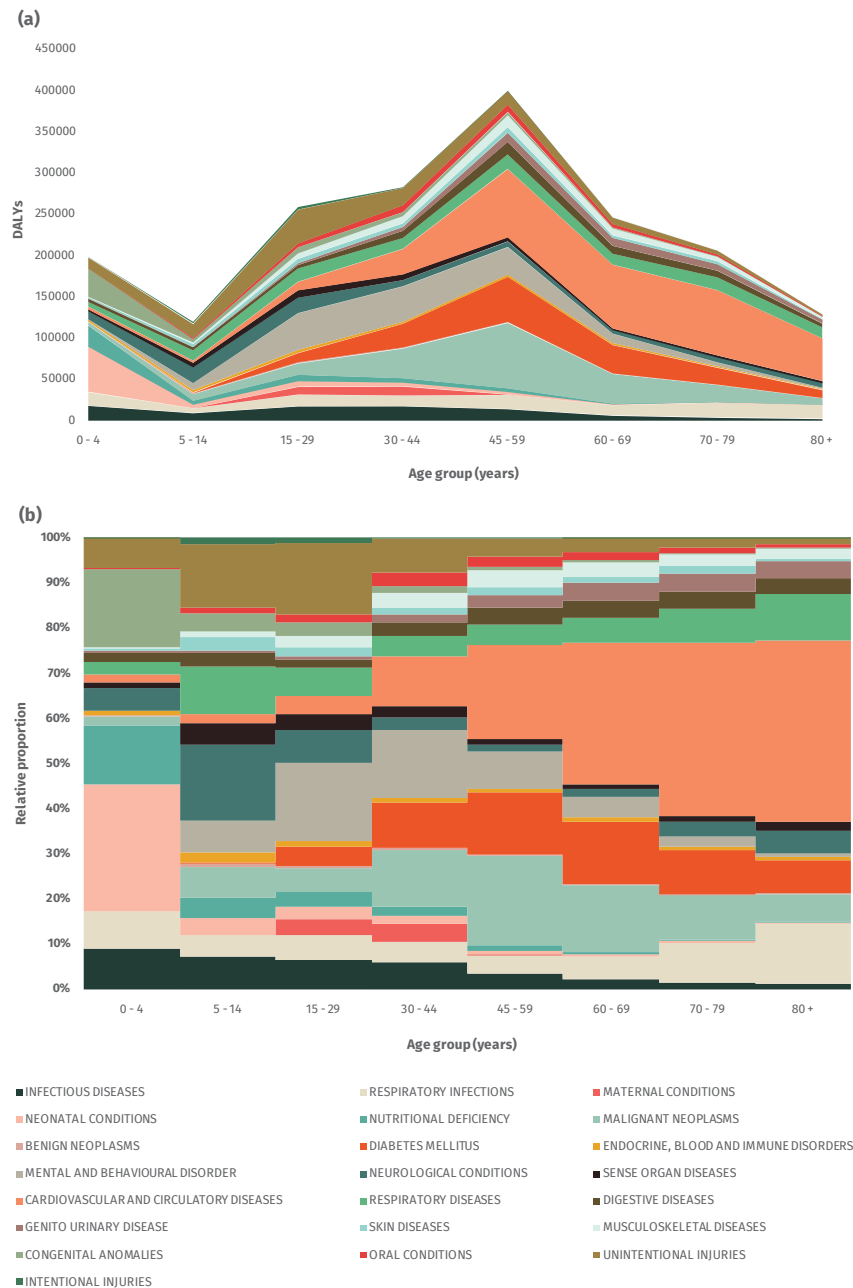 (a)
450000
400000
350000
300000
250000
200000
150000
100000
50000
0
DALYs
0 - 4 5 - 14 15 - 29 30 - 44 45 - 59 60 - 69 70 - 79 80 +
Age group (years)
(b)
100%
90%
80%
70%
60%
50%
40%
30%
20%
10%
0%
Relative proportion
0 - 4 5 - 14 15 - 29 30 - 44 45 - 59 60 - 69 70 - 79 80 +
Age group (years)
INFECTIOUS DISEASES RESPIRATORY INFECTIONS MATERNAL CONDITIONS
NEONATAL CONDITIONS NUTRITIONAL DEFICIENCY MALIGNANT NEOPLASMS
BENIGN NEOPLASMS DIABETES MELLITUS ENDOCRINE, BLOOD AND IMMUNE DISORDERS
MENTAL AND BEHAVIOURAL DISORDER NEUROLOGICAL CONDITIONS SENSE ORGAN DISEASES
CARDIOVASCULAR AND CIRCULATORY DISEASES RESPIRATORY DISEASES DIGESTIVE DISEASES
GENITO URINARY DISEASE SKIN DISEASES MUSCULOSKELETAL DISEASES
CONGENITAL ANOMALIES ORAL CONDITIONS UNINTENTIONAL INJURIES
INTENTIONAL INJURIES